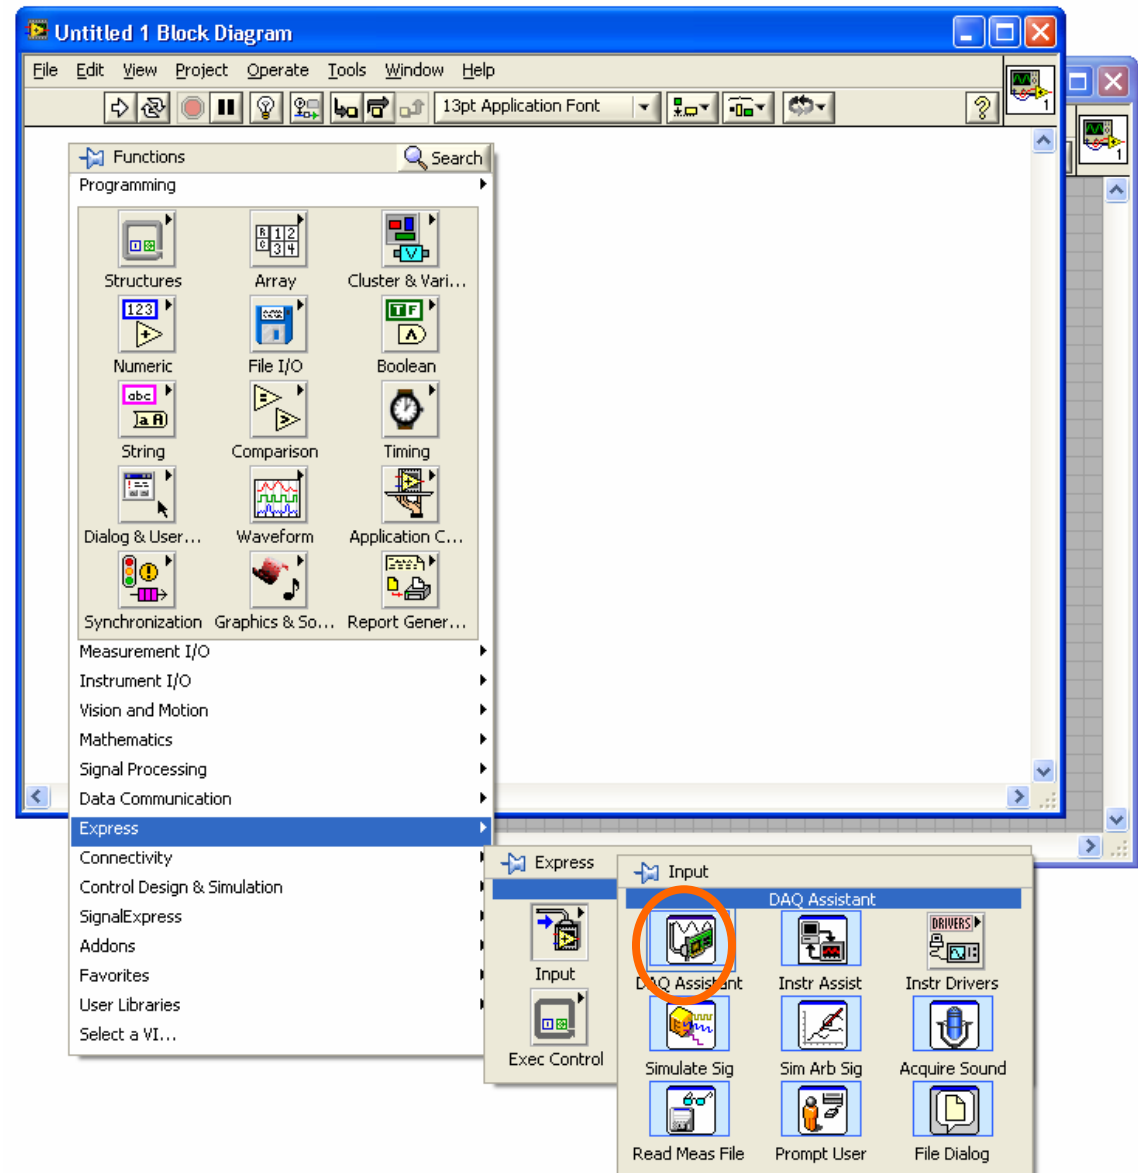 Untitled 1 Block Diagram
File Edit View Project Operate Tools Window Help
13pt Application Font
1
1
Functions Search
Programming
Structures Array Cluster & Vari...
Numeric File I/O Boolean
String Comparison Timing
Dialog & User... Waveform Application C...
Synchronization Graphics & So... Report Gener...
Measurement I/O
Instrument I/O
Vision and Motion
Mathematics
Signal Processing
Data Communication
Express
Connectivity
Control Design & Simulation
SignalExpress
Addons
Favorites
User Libraries
Select a VI...
Express
Input
Exec Control
Input
DAQ Assistant
DRIVERS
DAQ Assistant Instr Assist Instr Drivers
Simulate Sig Sim Arb Sig Acquire Sound
Read Meas File Prompt User File Dialog